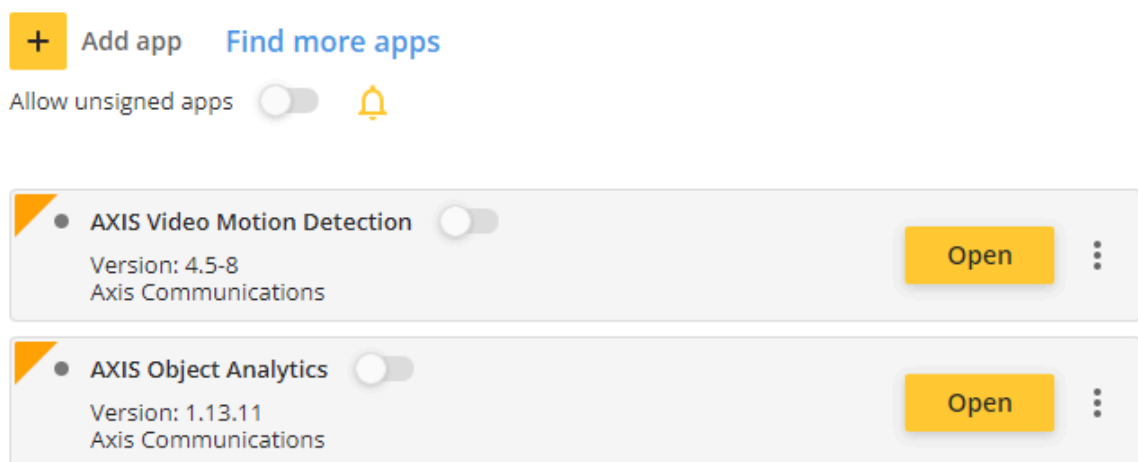 + Add app Find more apps
Allow unsigned apps
AXIS Video Motion Detection
Version: 4.5-8
Axis Communications
Open
AXIS Object Analytics
Version: 1.13.11
Axis Communications
Open